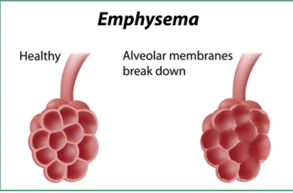 Emphysema
Healthy
Alveolar membranes
break down